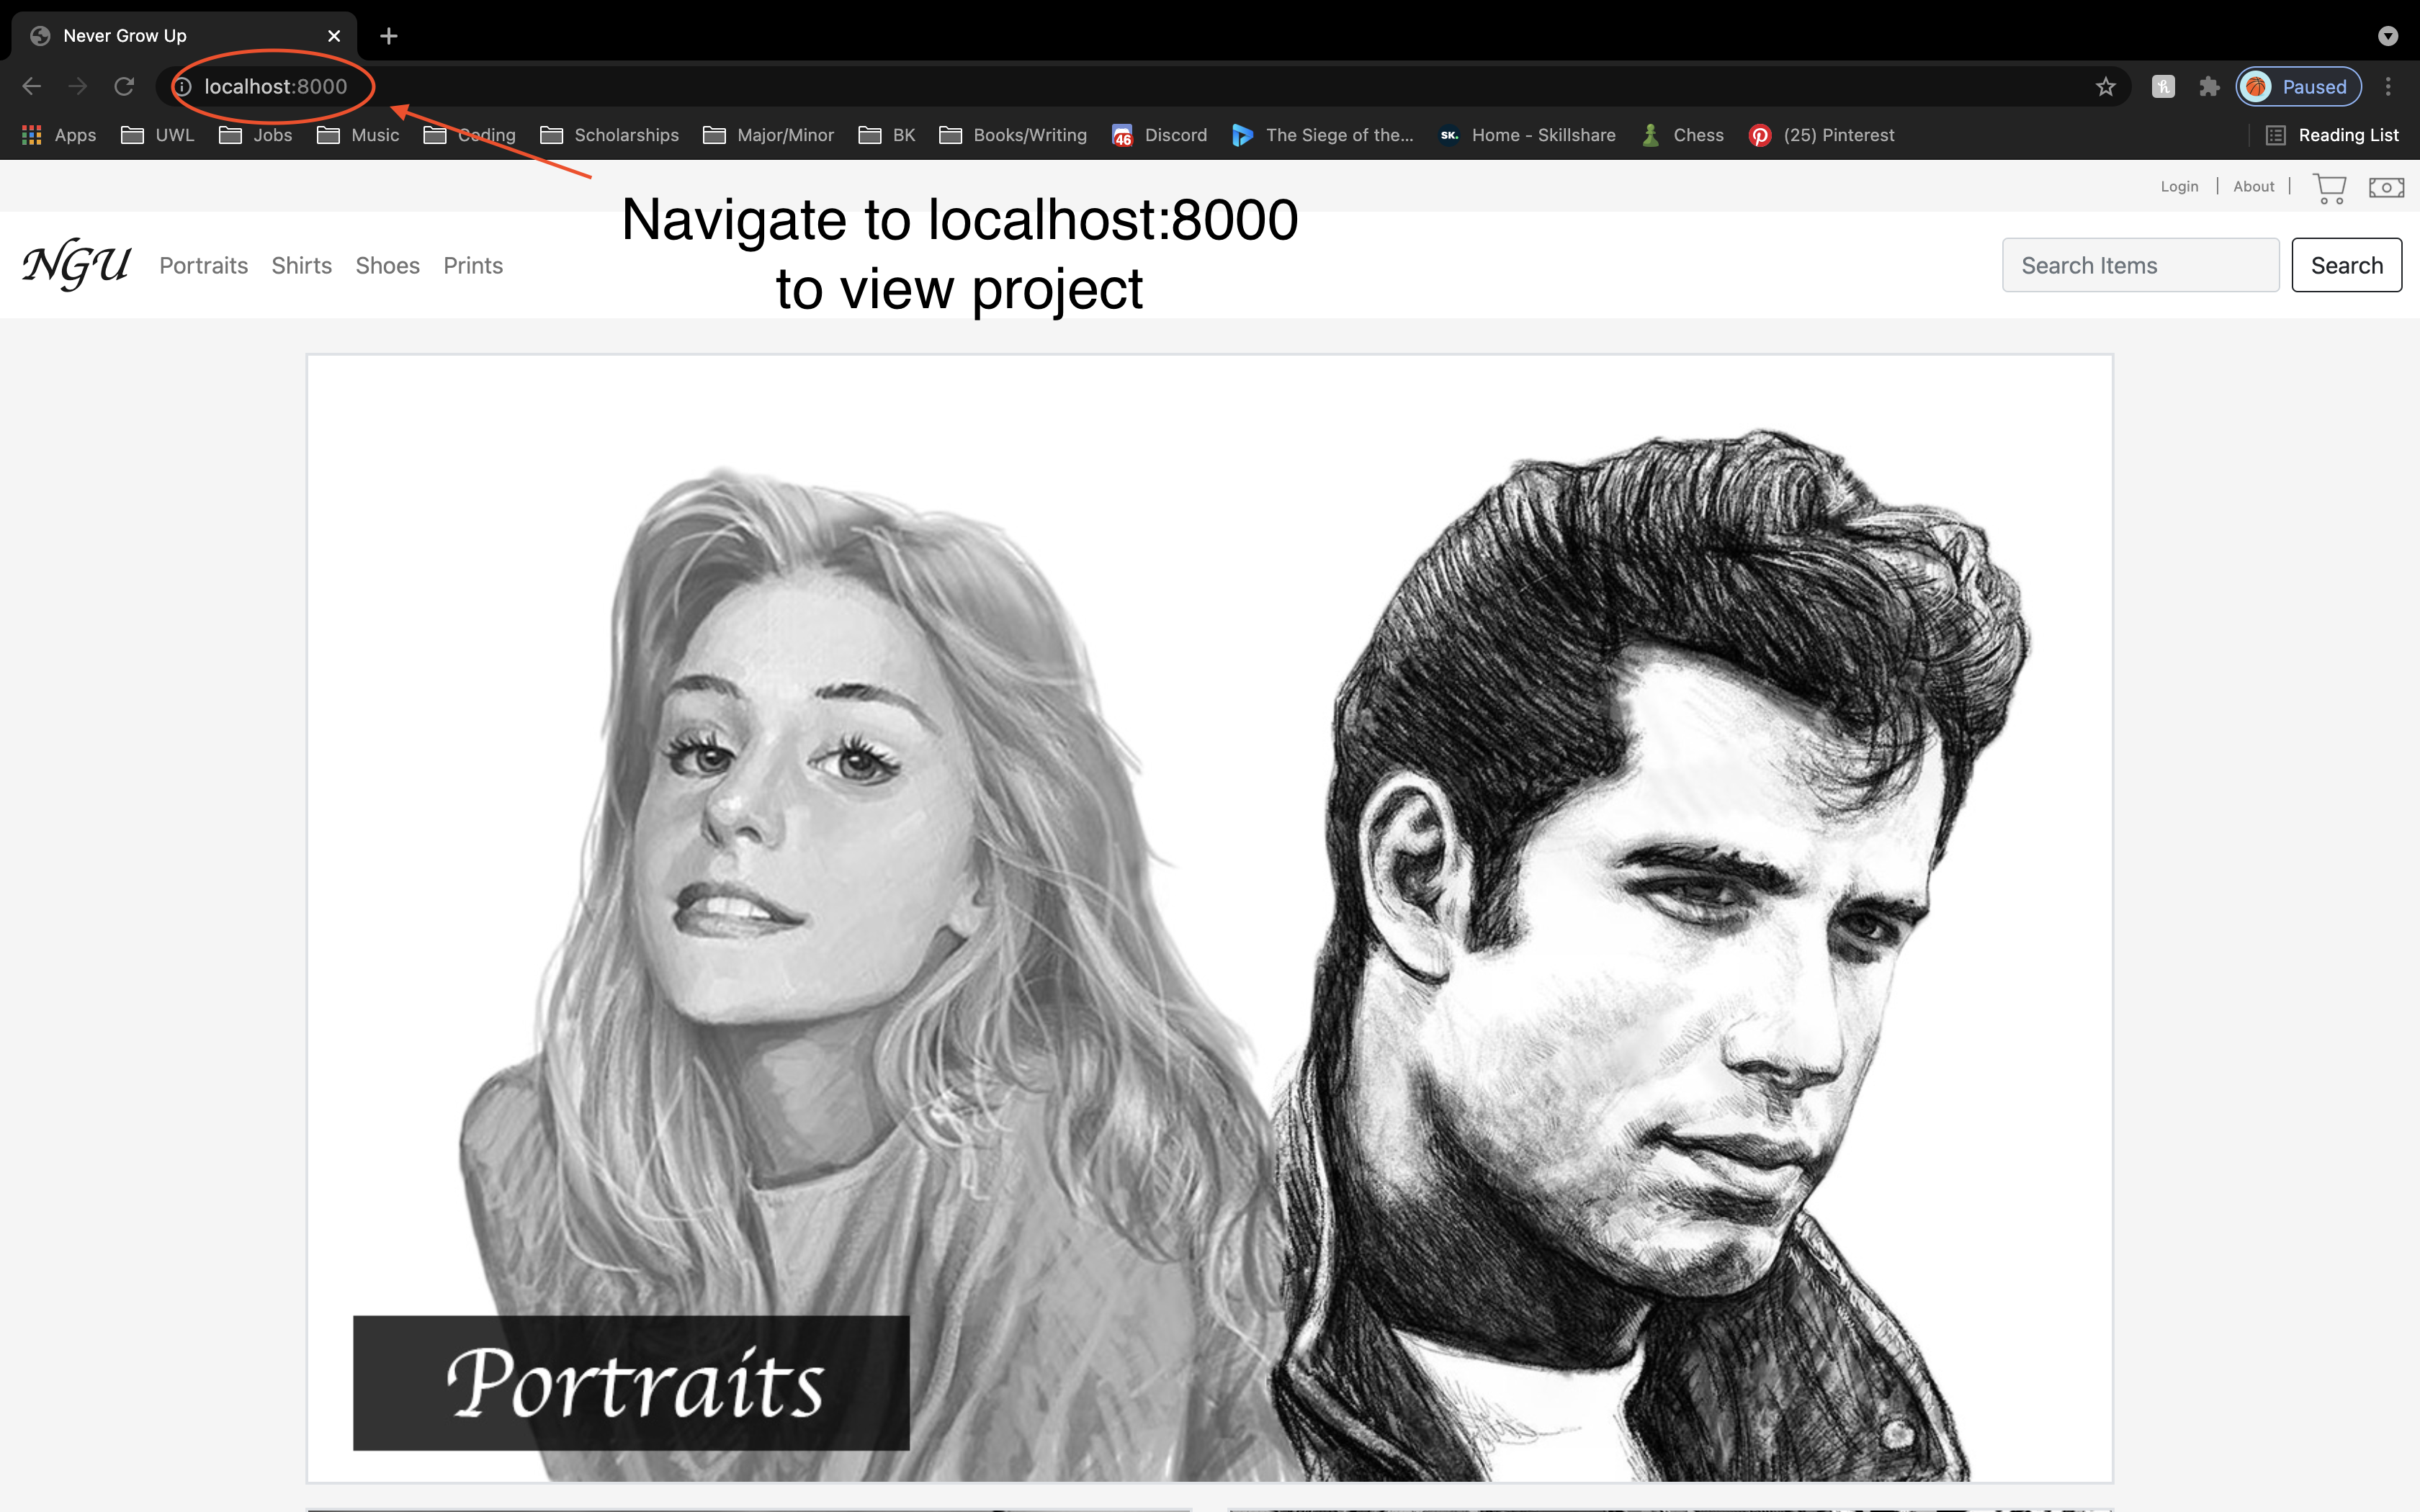 Never Grow Up
localhost:8000
Paused
Apps UWL Jobs Music Coding Scholarships Major/Minor BK Books/Writing 46 Discord The Siege of the... SK. Home - Skillshare Chess (25) Pinterest Reading List
Login | About |
Navigate to localhost:8000
to view project
NGU Portraits Shirts Shoes Prints Search Items Search
Portraits